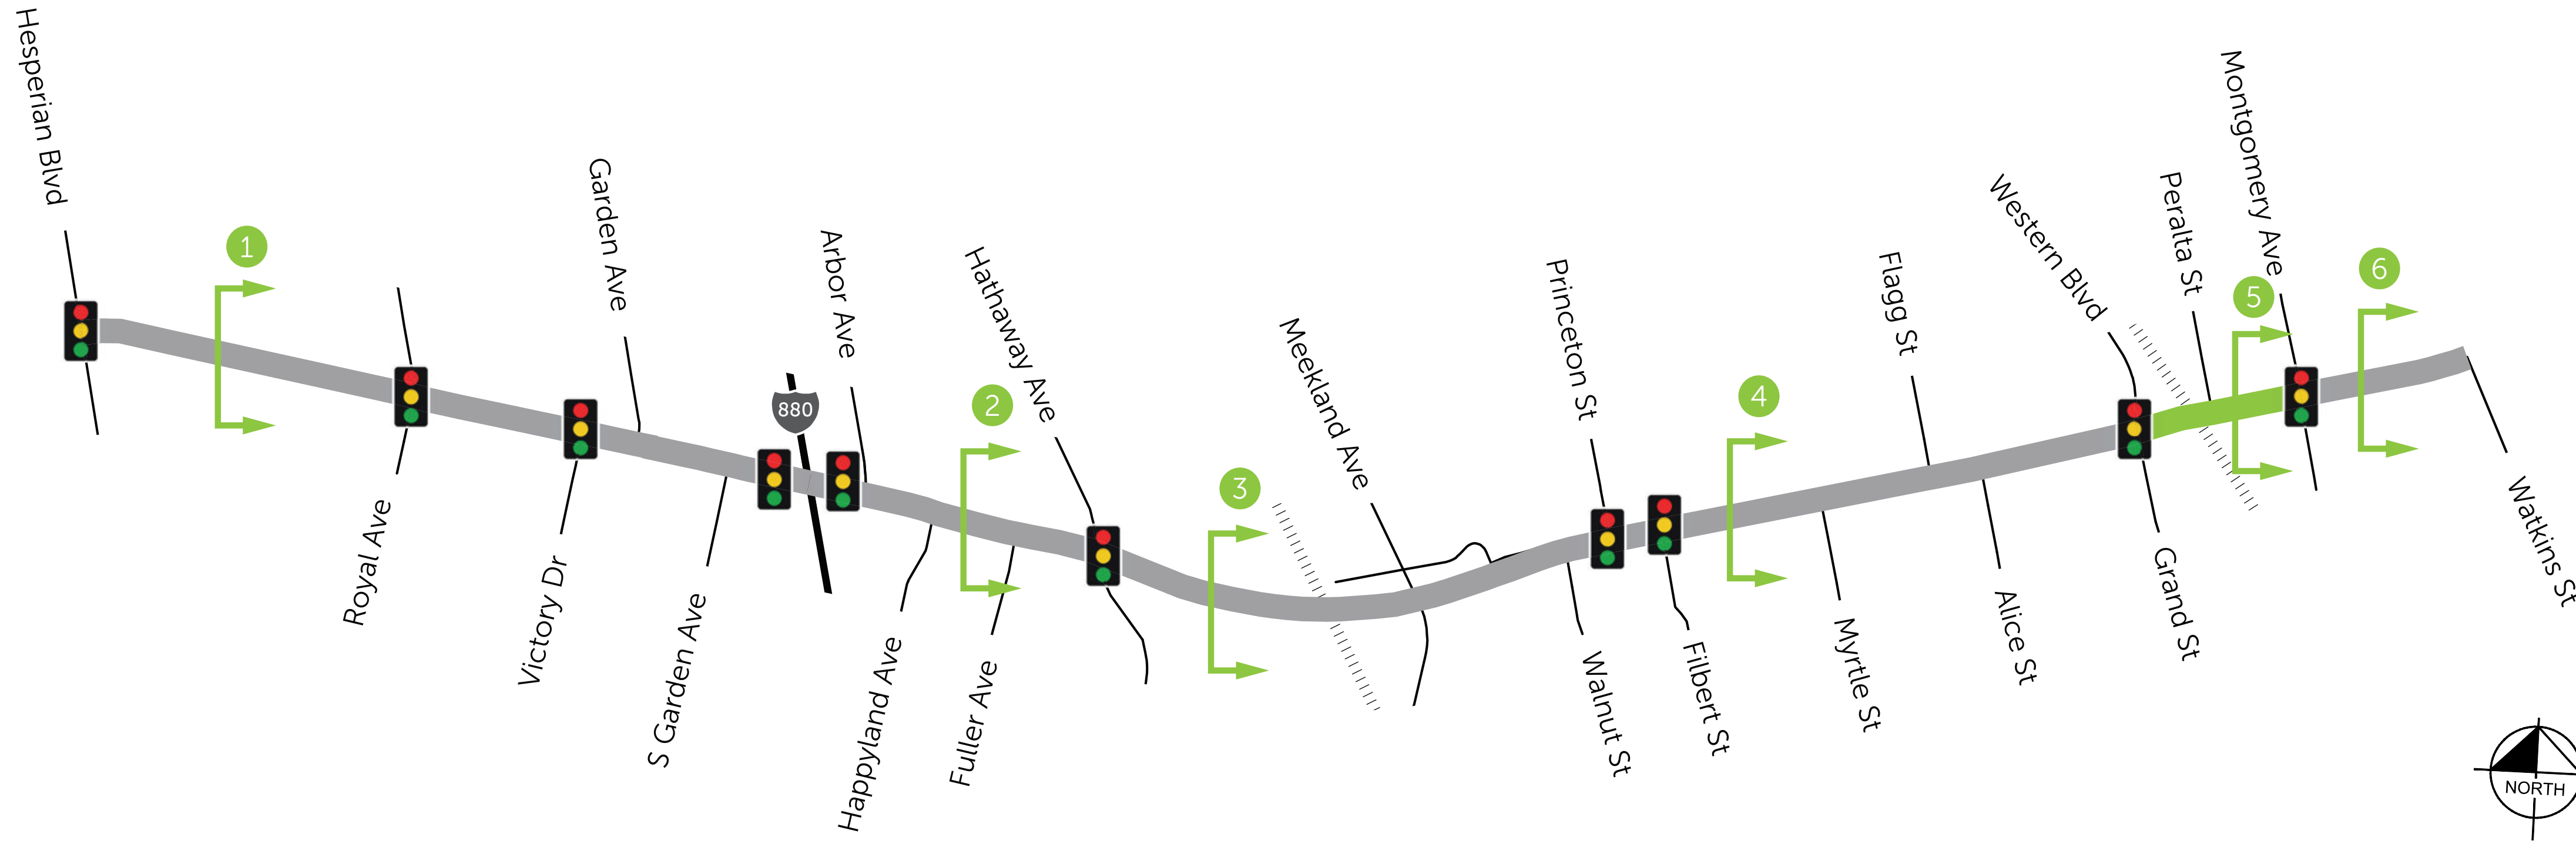 Hesperian Blvd
1
Royal Ave
Victory Dr
Garden Ave
S Garden Ave
880
Arbor Ave
Happyland Ave
2
Fuller Ave
Hathaway Ave
3
Meekland Ave
Princeton St
Walnut St
Filbert St
4
Myrtle St
Flagg St
Alice St
Western Blvd
Grand St
Peralta St
5
Montgomery Ave
6
Watkins St
NORTH